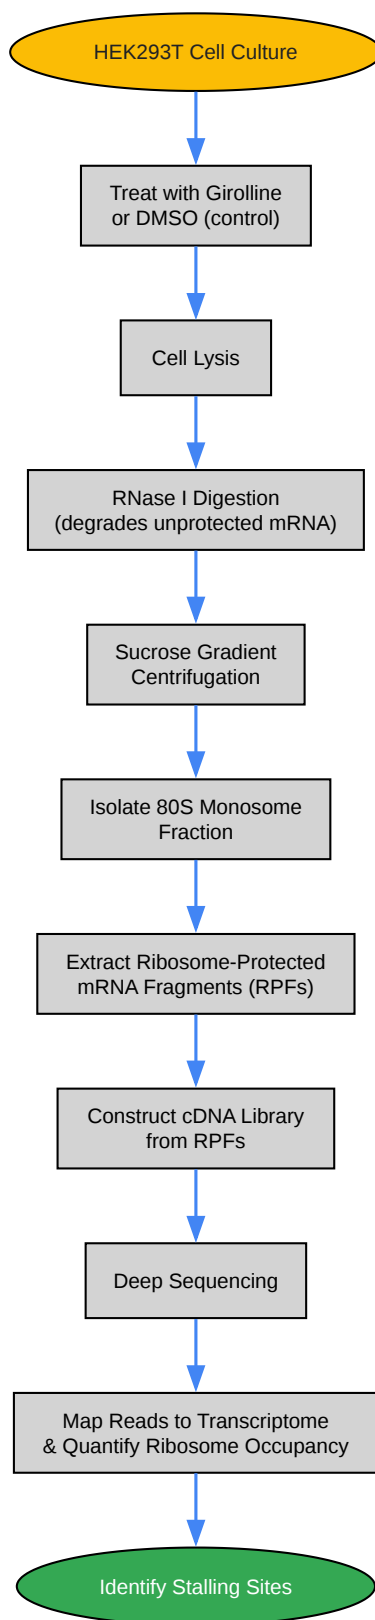 HEK293T Cell Culture
Treat with Girolline
or DMSO (control)
Cell Lysis
RNase I Digestion
(degrades unprotected mRNA)
Sucrose Gradient
Centrifugation
Isolate 80S Monosome
Fraction
Extract Ribosome-Protected
mRNA Fragments (RPFs)
Construct cDNA Library
from RPFs
Deep Sequencing
Map Reads to Transcriptome
& Quantify Ribosome Occupancy
Identify Stalling Sites